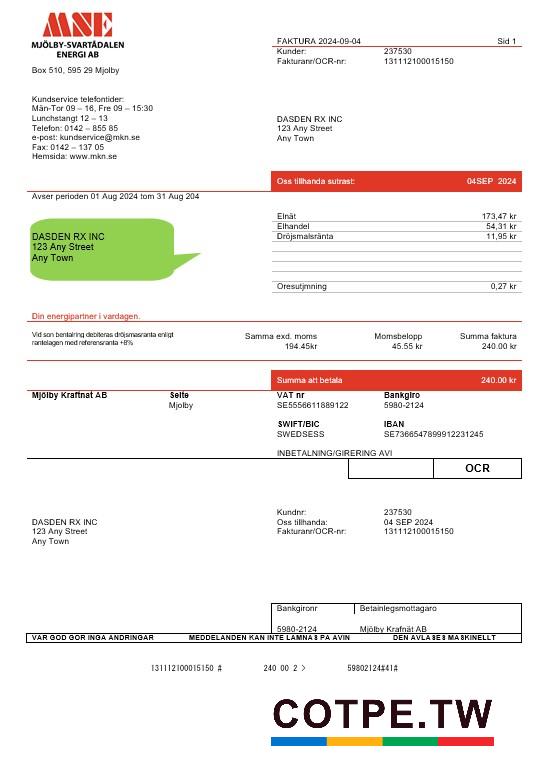 MSE
MJÖLBY-SVARTÅDALEN
ENERGI AB
Box 510, 595 29 Mjolby
FAKTURA 2024-09-04 Sid 1
Kunder: 237530
Fakturanr/OCR-nr: 131112100015150
Kundservice telefontider:
Män-Tor 09 – 16, Fre 09 – 15:30
Lunchstangt 12 – 13
Telefon: 0142 – 855 85
e-post: kundservice@mkn.se
Fax: 0142 – 137 05
Hemsida: www.mkn.se
DASDEN RX INC
123 Any Street
Any Town
Oss tillhanda sutrast: 04SEP 2024
Avser perioden 01 Aug 2024 tom 31 Aug 204
DASDEN RX INC
123 Any Street
Any Town
Elnät 173,47 kr
Elhandel 54,31 kr
Dröjsmalsränta 11,95 kr
Oresutjmning 0,27 kr
Din energipartner i vardagen.
Vid son bentalring debiteras dröjmasranta enligt
rantelagen med referensranta +8%
Samma exd. moms Momsbelopp Summa faktura
194.45kr 45.55 kr 240.00 kr
Summa att betala 240.00 kr
Mjölby Kraftnat AB Seite VAT nr Bankgiro
Mjolby SE5556611889122 5980-2124
SWIFT/BIC IBAN
SWEDSESS SE7366547899912231245
INBETALNING/GIRERING AVI
OCR
DASDEN RX INC
123 Any Street
Any Town
Kundnr: 237530
Oss tillhanda: 04 SEP 2024
Fakturanr/OCR-nr: 131112100015150
Bankgironr Betainlegsmottagaro
5980-2124 Mjölby Krafnät AB
VAR GOD GOR INGA ANDRINGAR MEDDELANDEN KAN INTE LAMNAS PA AVIN DEN AVLASES MASKINELLT
131112100015150 # 240 00 2 > 59802124#41#
COTPE.TW